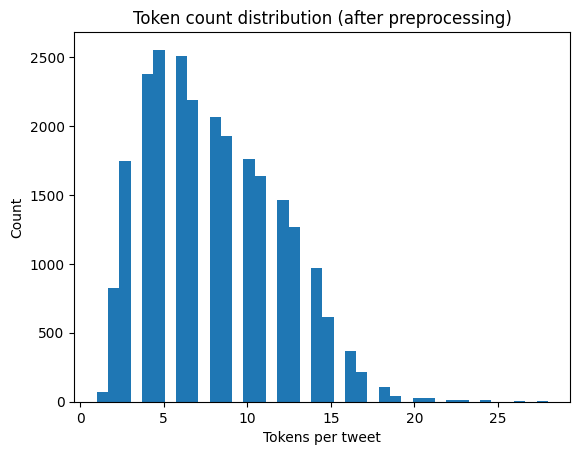 Token count distribution (after preprocessing)
2500
2000
1500
1000
500
0
Count
0 5 10 15 20 25
Tokens per tweet